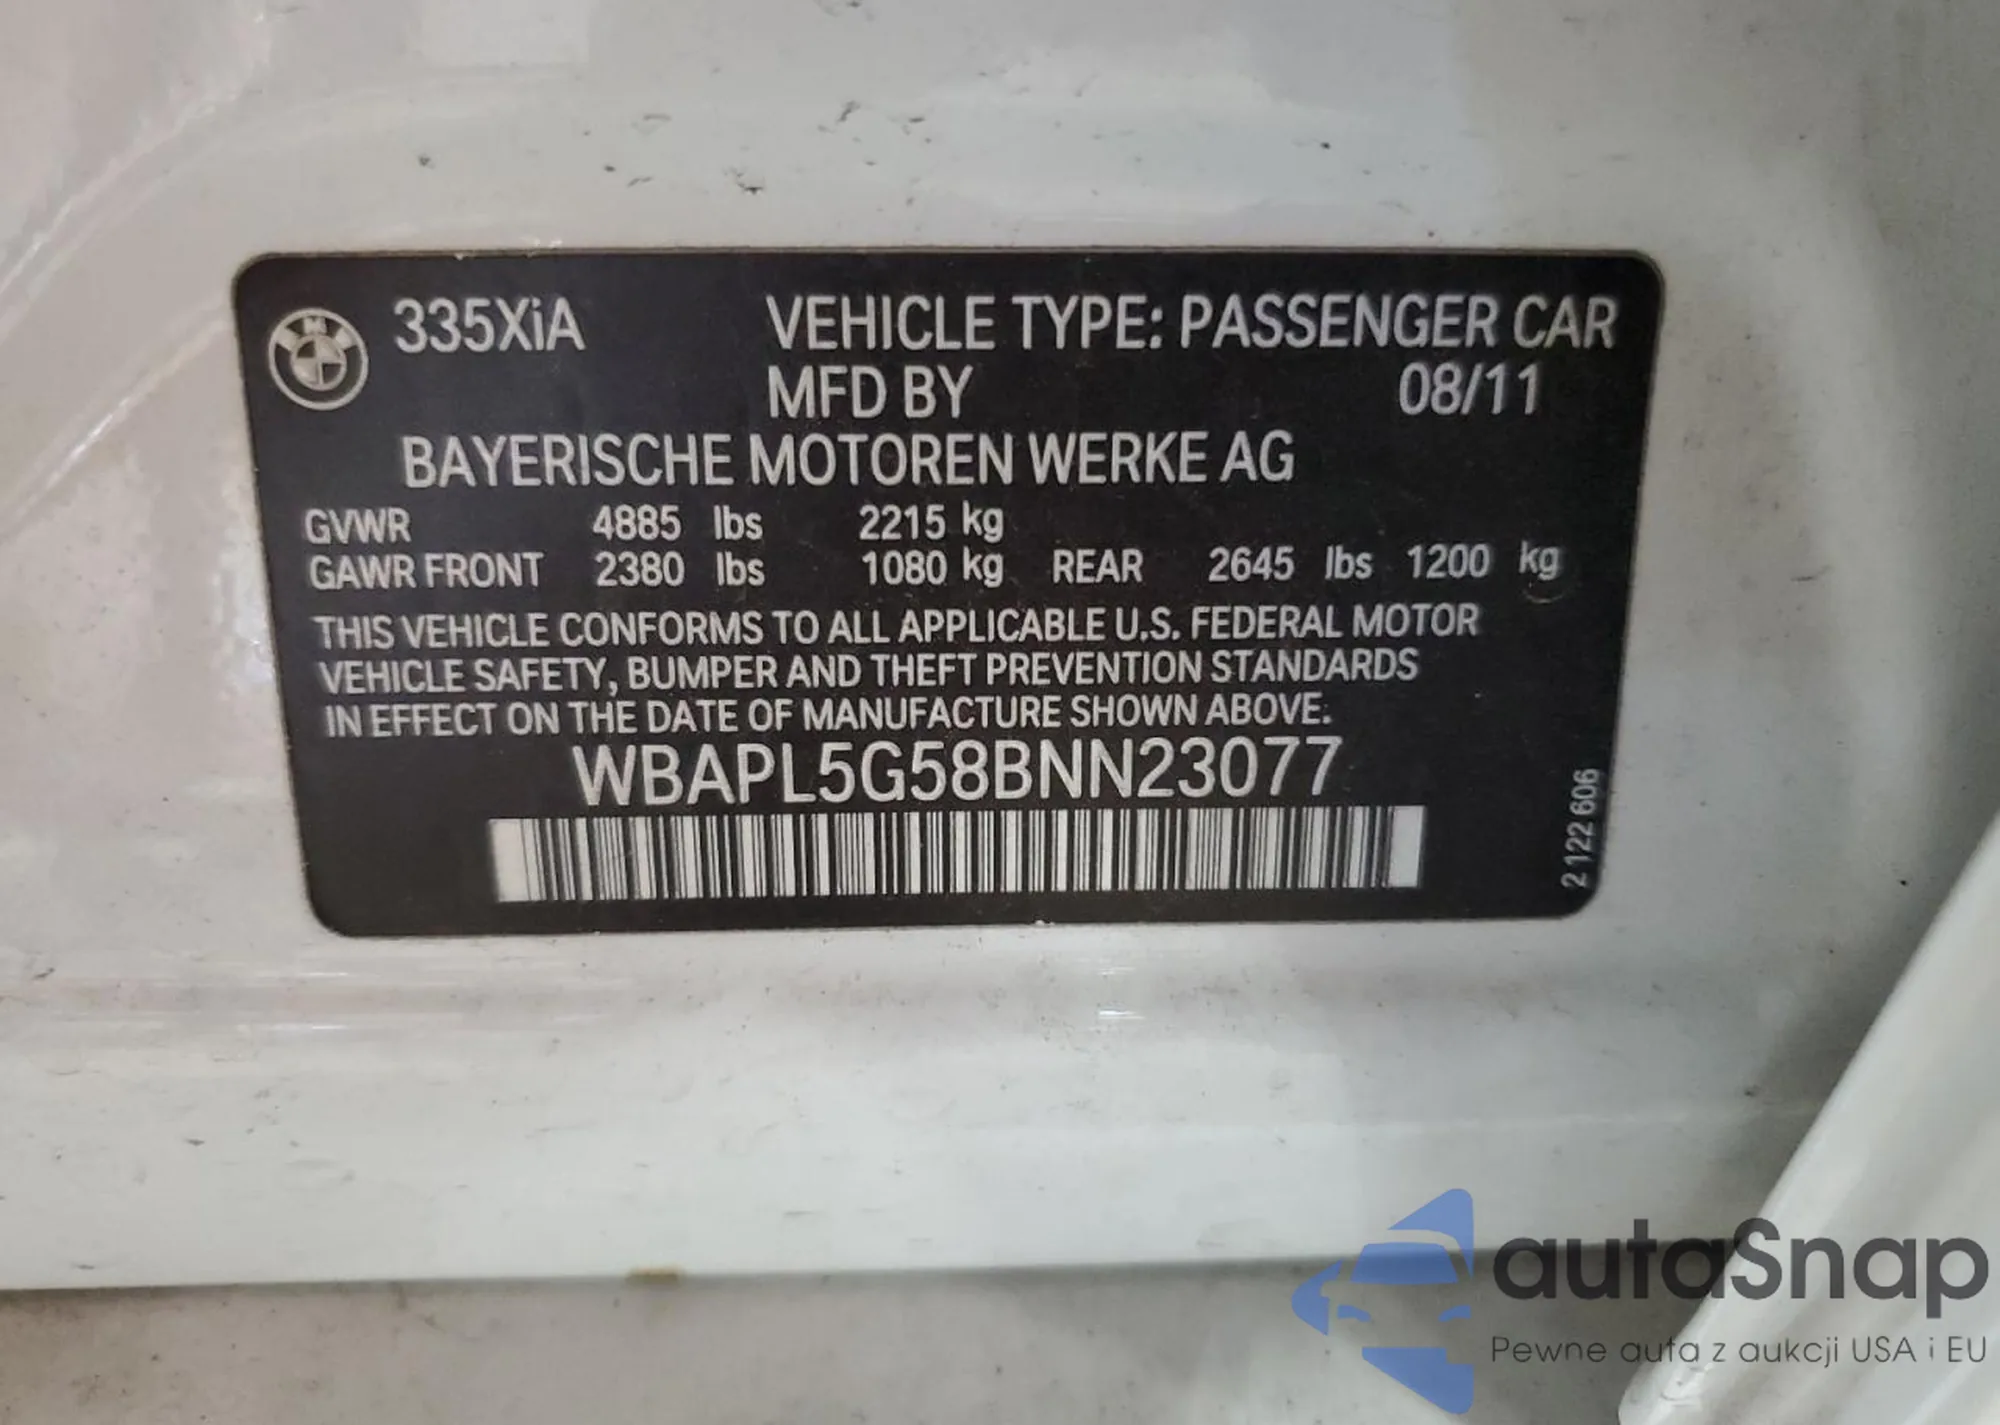 335XiA VEHICLE TYPE: PASSENGER CAR
MFD BY 08/11
BAYERISCHE MOTOREN WERKE AG
GVWR 4885 lbs 2215 kg
GAWR FRONT 2380 lbs 1080 kg REAR 2645 lbs 1200 kg
THIS VEHICLE CONFORMS TO ALL APPLICABLE U.S. FEDERAL MOTOR
VEHICLE SAFETY, BUMPER AND THEFT PREVENTION STANDARDS
IN EFFECT ON THE DATE OF MANUFACTURE SHOWN ABOVE.
WBAPL5G58BNN23077
2 122 606
autaSnap
Pewne auta z aukcji USA i EU